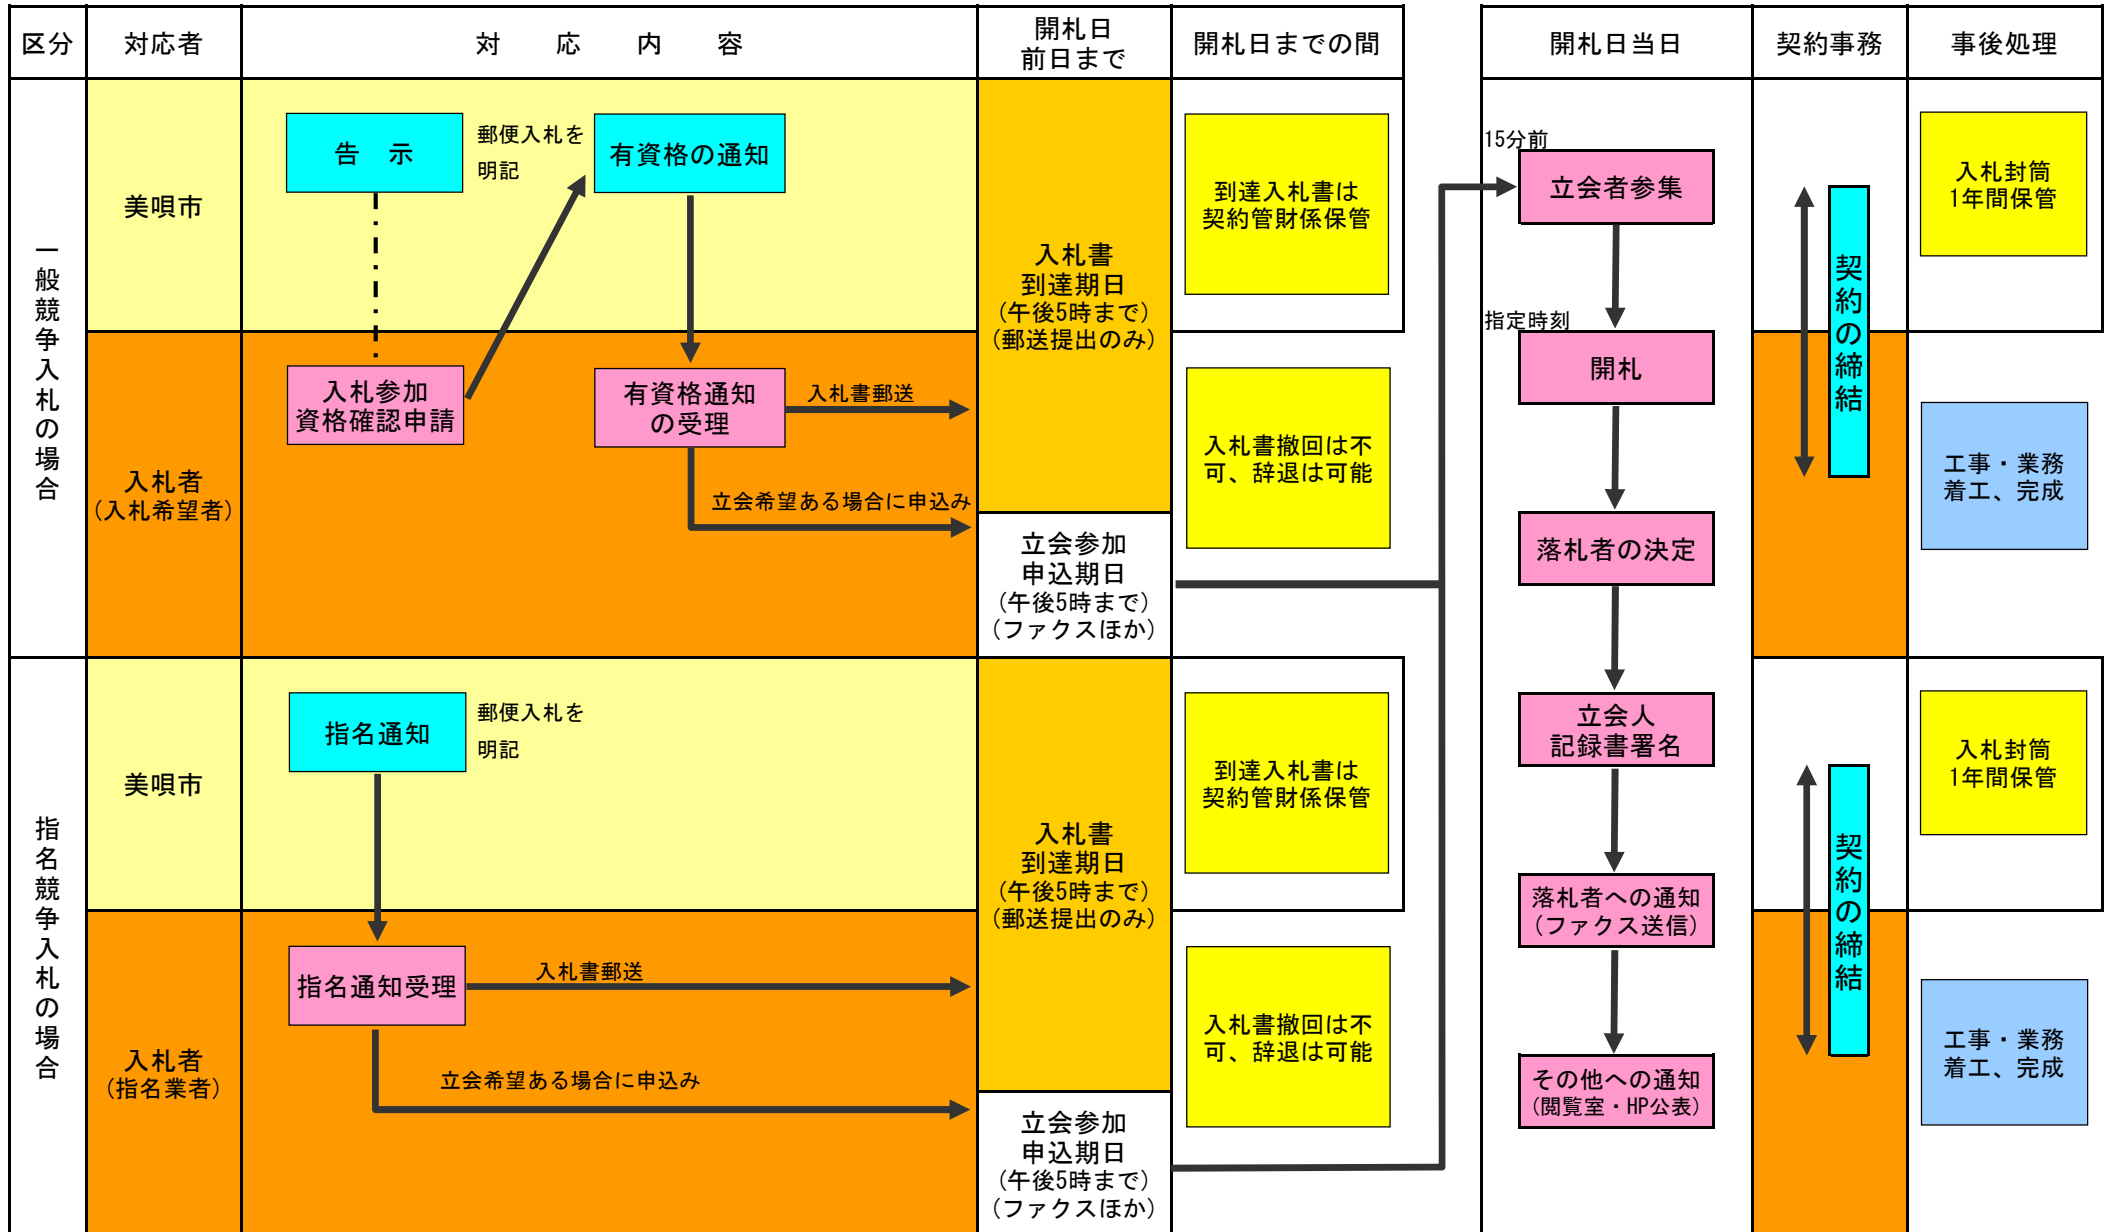 区分
対応者
対　応　内　容
開札日
前日まで
開札日までの間
開札日当日
契約事務
事後処理
一般競争入札の場合
美唄市
告　示
郵便入札を
明記
有資格の通知
入札者
(入札希望者)
入札参加
資格確認申請
有資格通知
の受理
入札書郵送
立会希望ある場合に申込み
入札書
到達期日
(午後5時まで)
(郵送提出のみ)
立会参加
申込期日
(午後5時まで)
(ファクスほか)
到達入札書は
契約管財係保管
入札書撤回は不
可、辞退は可能
指名競争入札の場合
美唄市
指名通知
郵便入札を
明記
入札者
(指名業者)
指名通知受理
入札書郵送
立会希望ある場合に申込み
入札書
到達期日
(午後5時まで)
(郵送提出のみ)
立会参加
申込期日
(午後5時まで)
(ファクスほか)
到達入札書は
契約管財係保管
入札書撤回は不
可、辞退は可能
15分前
立会者参集
指定時刻
開札
落札者の決定
立会人
記録書署名
落札者への通知
(ファクス送信)
その他への通知
(閲覧室・HP公表)
契約の締結
入札封筒
1年間保管
工事・業務
着工、完成
契約の締結
入札封筒
1年間保管
工事・業務
着工、完成